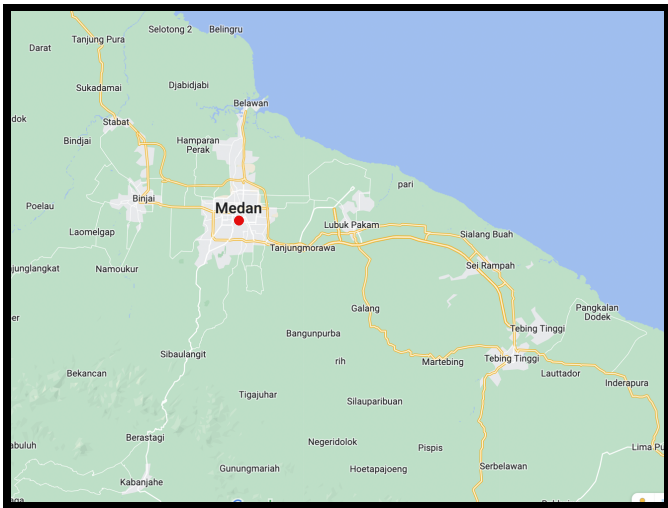 Selotong 2
Belingru
Tanjung Pura
Darat
Djabidjabi
Sukadamai
Belawan
dok
Stabat
Bindjai
Hamparan
Perak
pari
Binjai
Poelau
Medan
Lubuk Pakam
Laomelgap
Sialang Buah
Tanjungmorawa
junglangkat
Namoukur
Sei Rampah
Galang
Pangkalan
Dodek
er
Bangunpurba
Tebing Tinggi
Sibaulangit
rih
Martebing
Tebing Tinggi
Bekancan
Lauttador
Inderapura
Tigajuhar
Silauparibuan
Berastagi
Negeridolok
Pispis
Lima Pu
abuluh
Gunungmariah
Hoetapajoeng
Serbelawan
Kabanjahe